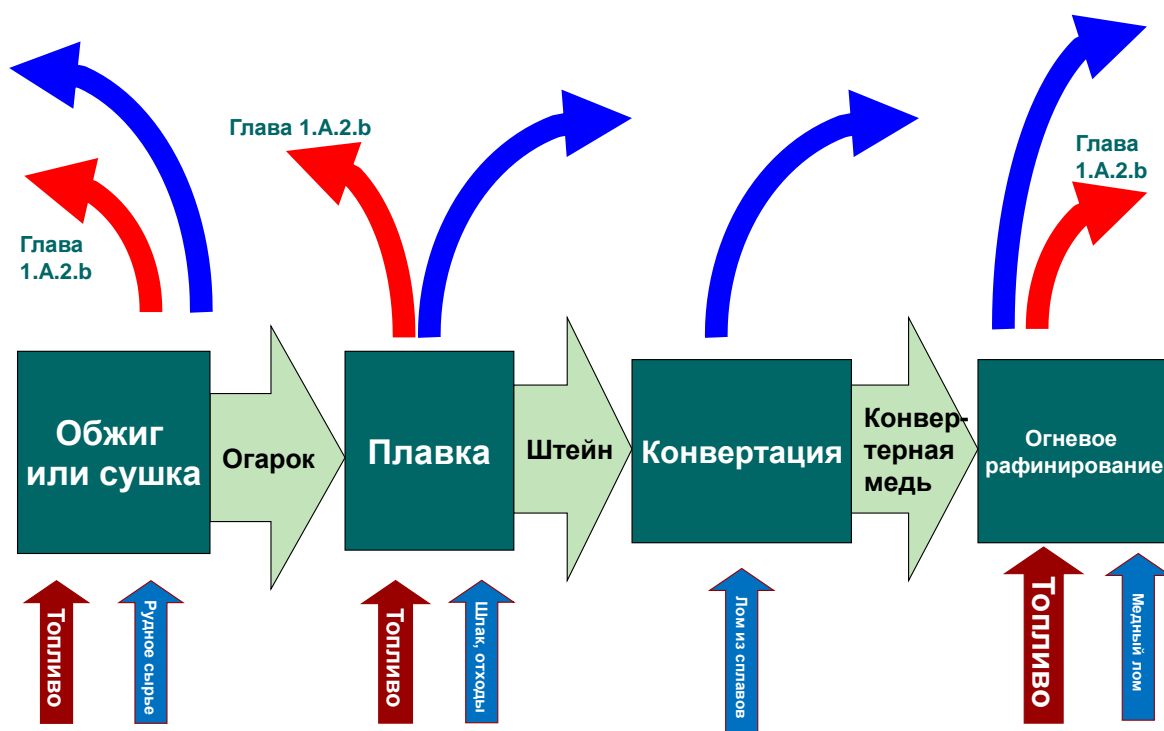 Глава 1.A.2.b
Глава
1.A.2.b
Глава
1.A.2.b
Обжиг
или сушка
Огарок
Плавка
Штейн
Конвертация
Конвер-
терная
медь
Огневое
рафинирование
Топливо
Рудное сырье
Топливо
Шлак, отходы
Лом из сплавов
Топливо
Медный лом